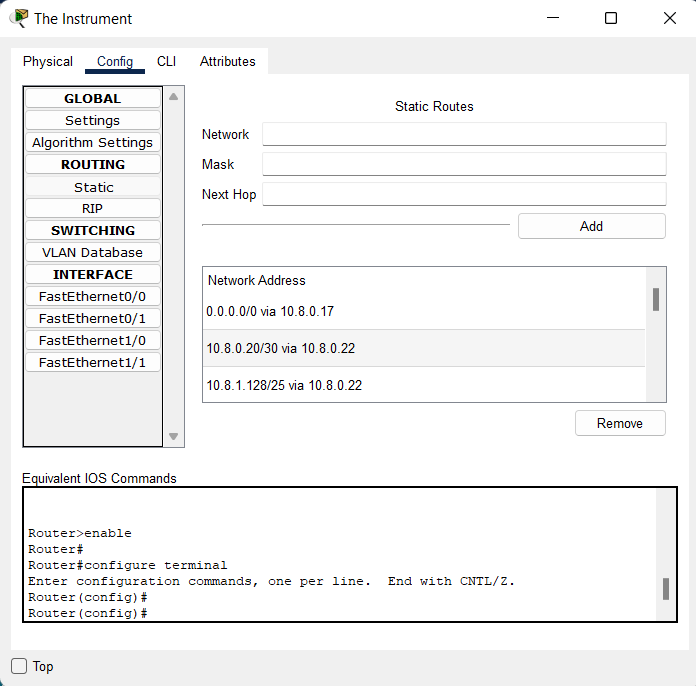 The Instrument
Physical Config CLI Attributes
GLOBAL
Settings
Algorithm Settings
ROUTING
Static
RIP
SWITCHING
VLAN Database
INTERFACE
FastEthernet0/0
FastEthernet0/1
FastEthernet1/0
FastEthernet1/1
Static Routes
Network
Mask
Next Hop
Add
Network Address
0.0.0.0/0 via 10.8.0.17
10.8.0.20/30 via 10.8.0.22
10.8.1.128/25 via 10.8.0.22
Remove
Equivalent IOS Commands
Router>enable
Router#
Router#configure terminal
Enter configuration commands, one per line.  End with CNTL/Z.
Router(config)#
Router(config)#
Top